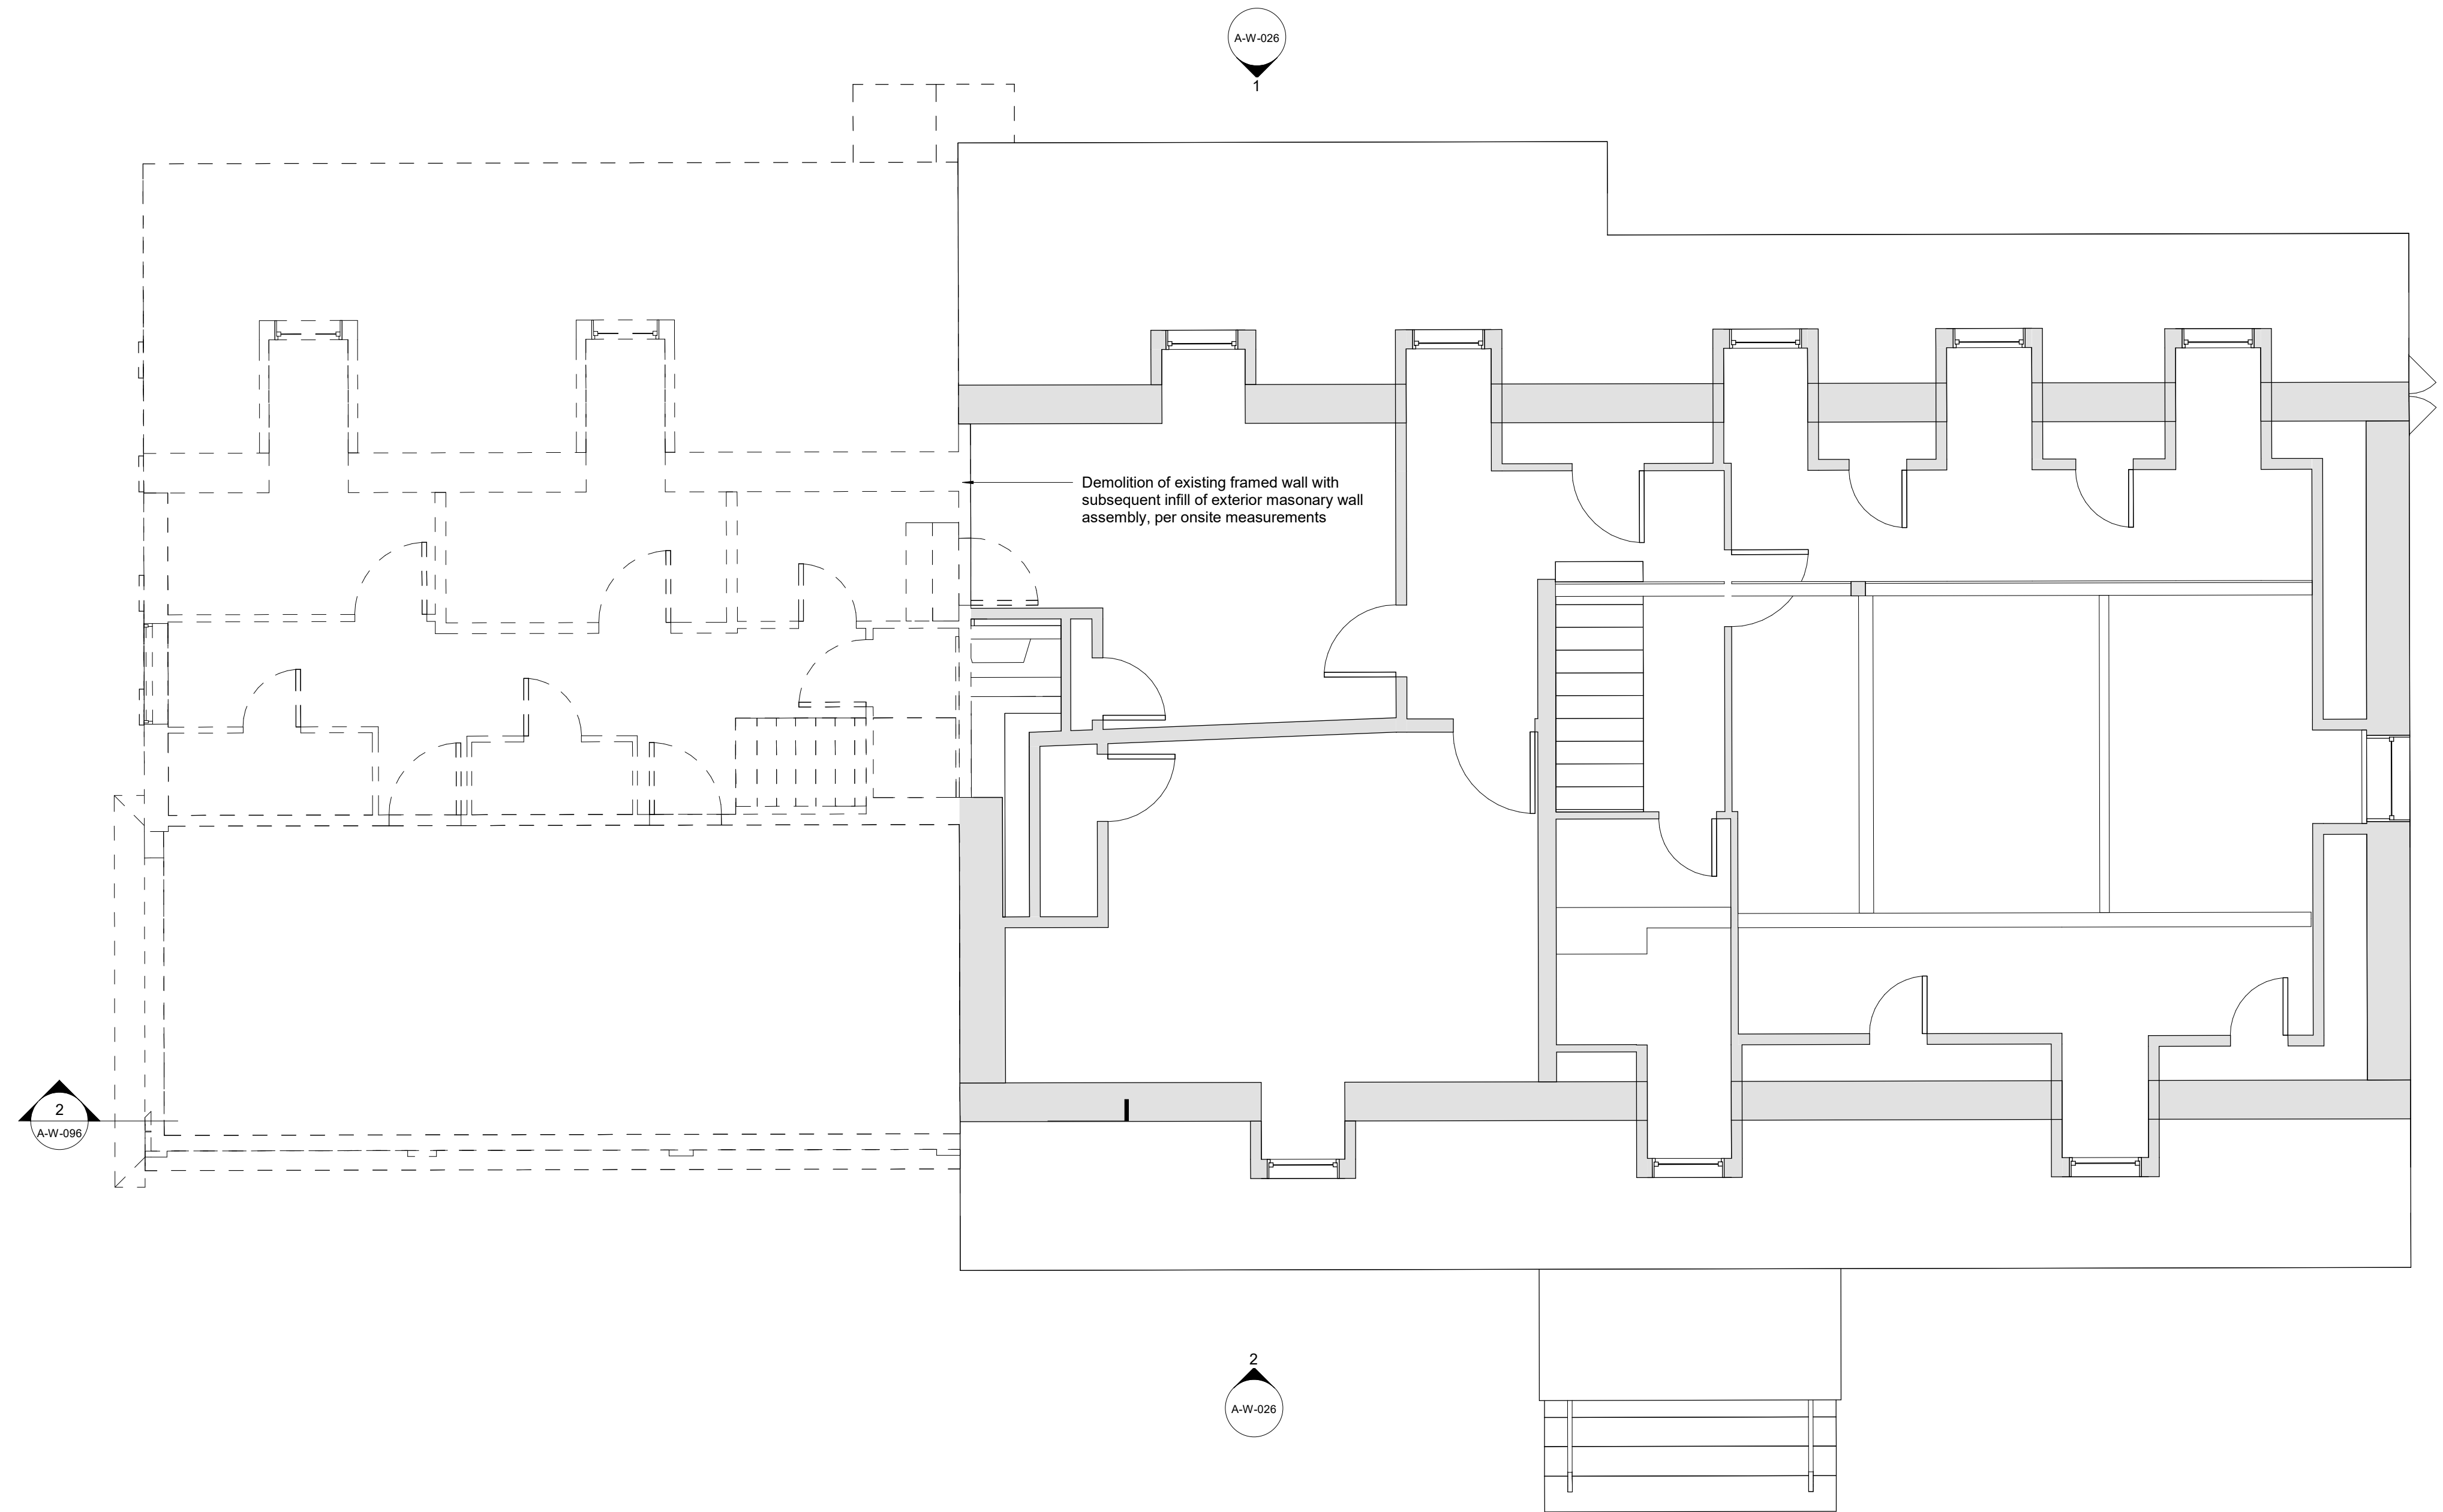 A-W-026
1
Demolition of existing framed wall with
subsequent infill of exterior masonary wall
assembly, per onsite measurements
2
A-W-096
2
A-W-026